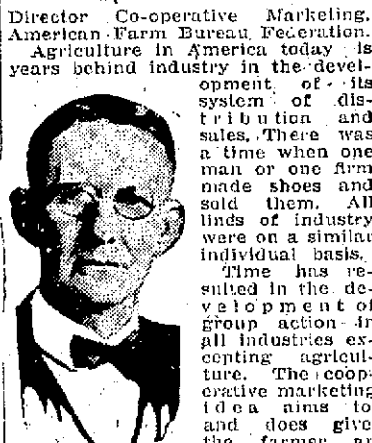 Director Co-operative Marketing,
American Farm Bureau Federation.
Agriculture in America today is
years behind industry in the devel-
opment of its
system of dis-
tribution and
sales. There was
a time when one
man or one firm
made shoes and
sold them. All
linds of industry
were on a similar
individual basis.
Time has re-
sulted in the de-
velopment of
group action in
all industries ex-
cepting agricul-
ture. The coop-
erative marketing
idea aims to
and does give
the farmer an